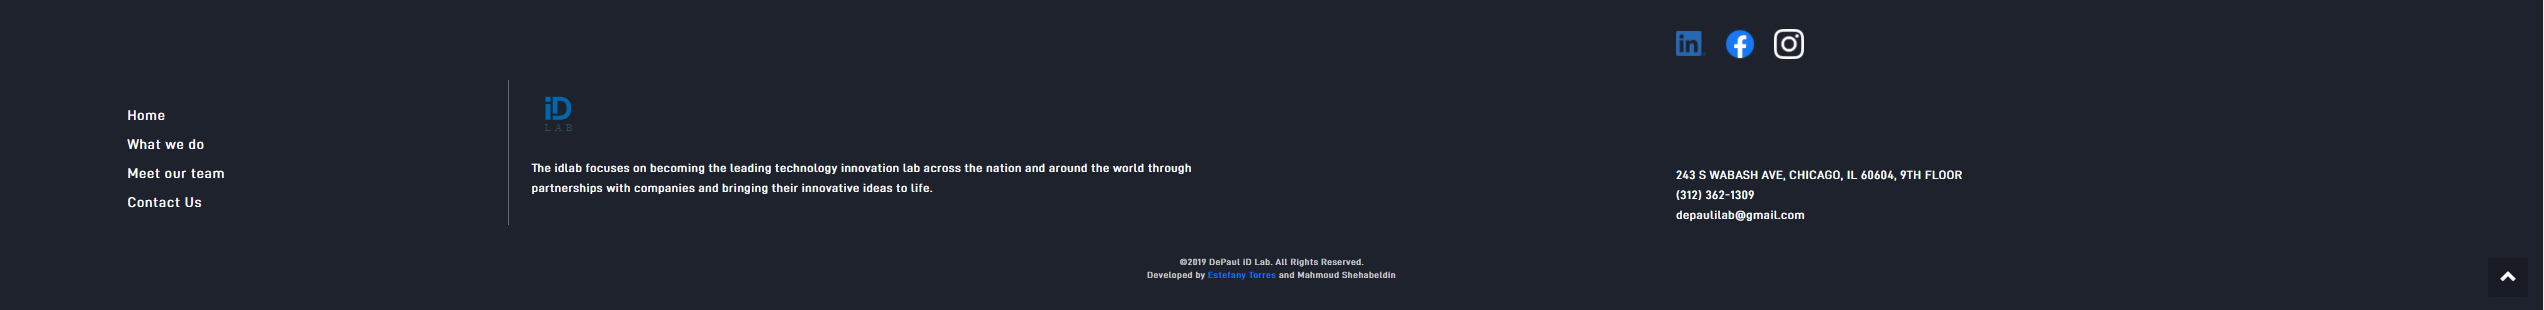 Home
What we do
Meet our team
Contact Us
iD
LAB
The idlab focuses on becoming the leading technology innovation lab across the nation and around the world through
partnerships with companies and bringing their innovative ideas to life.
in
243 S WABASH AVE, CHICAGO, IL 60604, 9TH FLOOR
(312) 362-1309
depaulilab@gmail.com
©2019 DePaul iD Lab. All Rights Reserved.
Developed by Estefany Torres and Mahmoud Shehabeldin